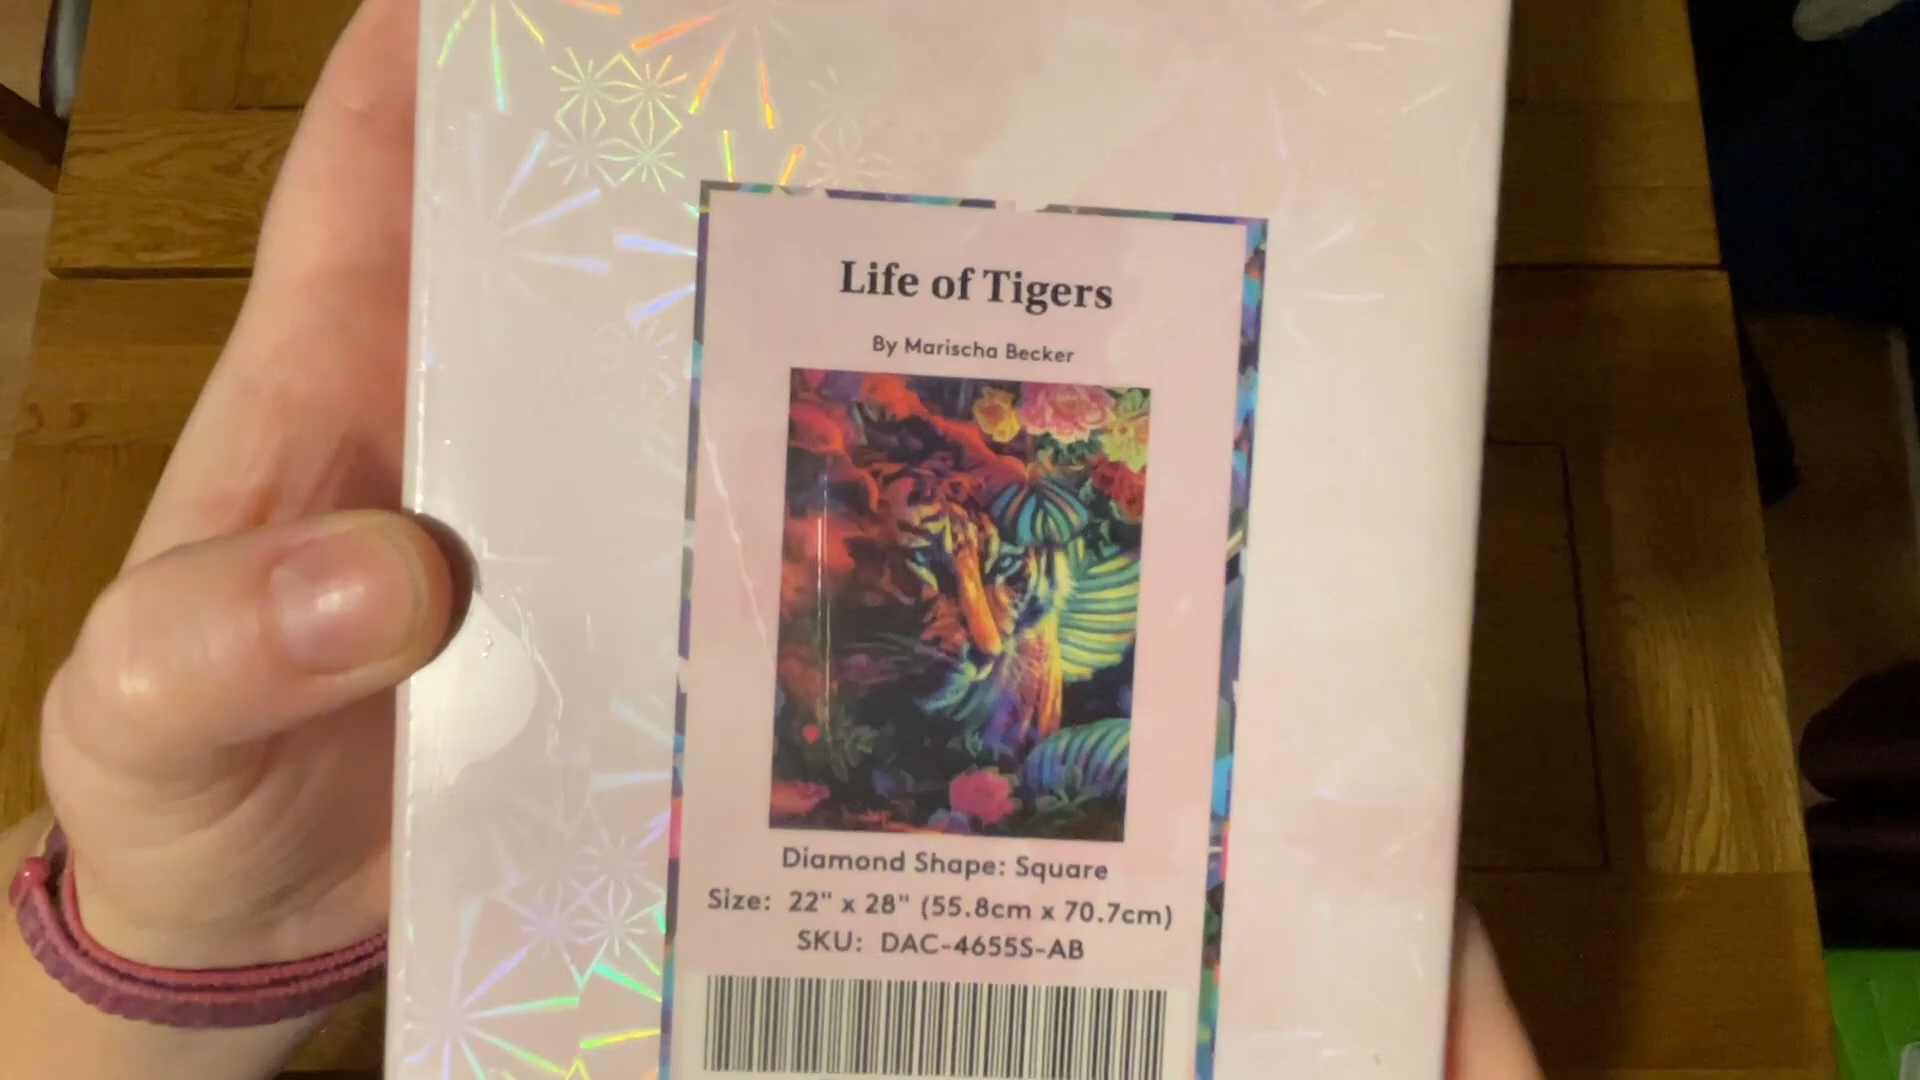 Life of Tigers
By Marischa Becker
Diamond Shape: Square
Size: 22" x 28" (55.8cm x 70.7cm)
SKU: DAC-4655S-AB